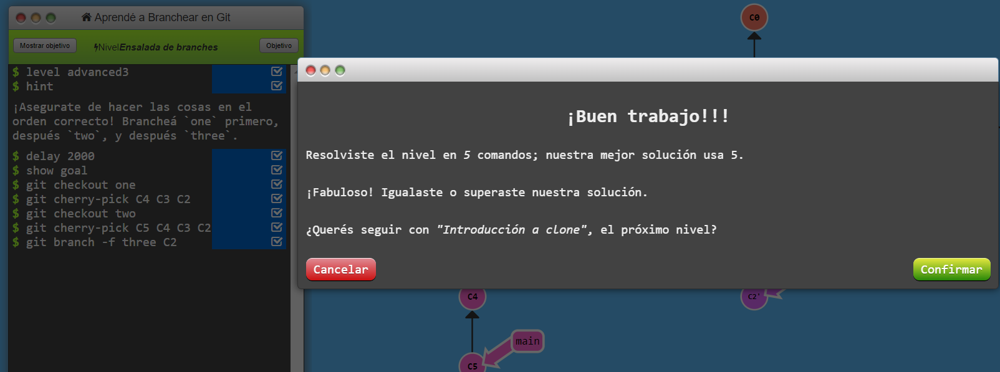 Aprendé a Branchear en Git
Mostrar objetivo
NivelEnsalada de branches
Objetivo
$ level advanced3
$ hint
¡Asegurate de hacer las cosas en el
orden correcto! Brancheá `one` primero,
después `two`, y después `three`.
$ delay 2000
$ show goal
$ git checkout one
$ git cherry-pick C4 C3 C2
$ git checkout two
$ git cherry-pick C5 C4 C3 C2
$ git branch -f three C2
C0
¡Buen trabajo!!!
Resolviste el nivel en 5 comandos; nuestra mejor solución usa 5.
¡Fabuloso! Igualaste o superaste nuestra solución.
¿Querés seguir con "Introducción a clone", el próximo nivel?
Cancelar
Confirmar
C4
C2'
main
C5